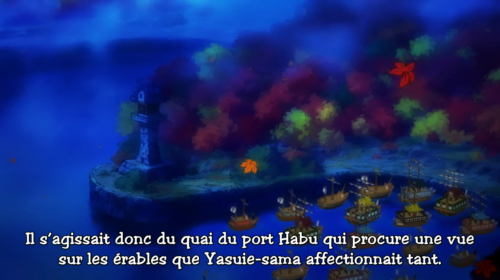 Il s'agissait donc du quai du port Habu qui procure une vue
sur les érables que Yasuie-sama affectionnait tant.